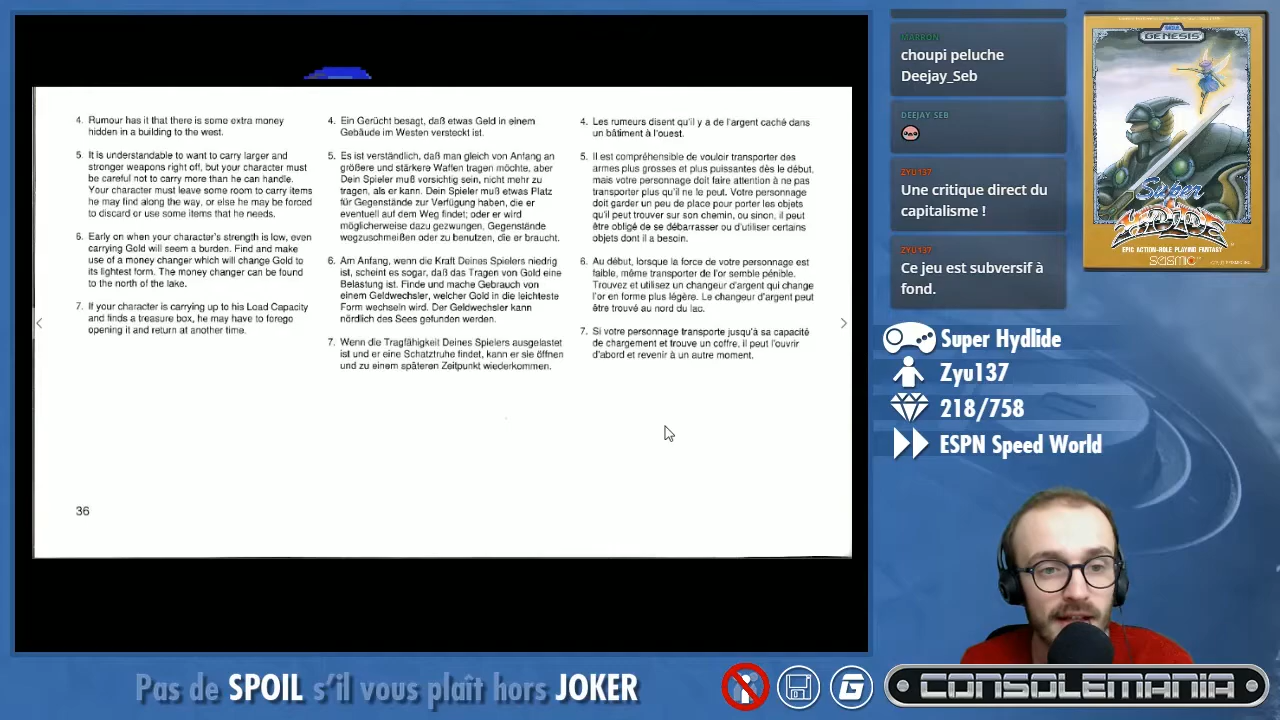 4. Rumour has it that there is some extra money
hidden in a building to the west.
5. It is understandable to want to carry larger and
stronger weapons right off, but your character must
be careful not to carry more than he can handle.
Your character must leave some room to carry items
he may find along the way, or else he may be forced
to discard or use some items that he needs.
6. Early on when your character's strength is low, even
carrying Gold will seem a burden. Find and make
use of a money changer which will change Gold to
its lightest form. The money changer can be found
to the north of the lake.
7. If your character is carrying up to his Load Capacity
and finds a treasure box, he may have to forego
opening it and return at another time.
36
4. Ein Gerücht besagt, daß etwas Geld in einem
Gebäude im Westen versteckt ist.
5. Es ist verständlich, daß man gleich von Anfang an
größere und stärkere Waffen tragen möchte, aber
Dein Spieler muß vorsichtig sein, nicht mehr zu
tragen, als er kann. Dein Spieler muß etwas Platz
für Gegenstände zur Verfügung haben, die er
eventuell auf dem Weg findet; oder er wird
möglicherweise dazu gezwungen, Gegenstände
wegzuschmeißen oder zu benutzen, die er braucht.
6. Am Anfang, wenn die Kraft Deines Spielers niedrig
ist, scheint es sogar, daß das Tragen von Gold eine
Belastung ist. Finde und mache Gebrauch von
einem Geldwechsler, welcher Gold in die leichteste
Form wechseln wird. Der Geldwechsler kann
nördlich des Sees gefunden werden.
7. Wenn die Tragfähigkeit Deines Spielers ausgelastet
ist und er eine Schatztruhe findet, kann er sie öffnen
und zu einem späteren Zeitpunkt wiederkommen.
4. Les rumeurs disent qu'il y a de l'argent caché dans
un bâtiment à l'ouest.
5. Il est compréhensible de vouloir transporter des
armes plus grosses et plus puissantes dès le début,
mais votre personnage doit faire attention à ne pas
transporter plus qu'il ne le peut. Votre personnage
doit garder un peu de place pour porter les objets
qu'il peut trouver sur son chemin, ou sinon, il peut
être obligé de se débarrasser ou d'utiliser certains
objets dont il a besoin.
6. Au début, lorsque la force de votre personnage est
faible, même transporter de l'or semble pénible.
Trouvez et utilisez un changeur d'argent qui change
l'or en forme plus légère. Le changeur d'argent peut
être trouvé au nord du lac.
7. Si votre personnage transporte jusqu'à sa capacité
de chargement et trouve un coffre, il peut l'ouvrir
d'abord et revenir à un autre moment.
MARRON
choupi peluche
Deejay_Seb
DEEJAY_SEB
ZYU137
Une critique direct du
capitalisme !
ZYU137
Ce jeu est subversif à
fond.
SEGA
GENESIS
Super
HYDLIDE
EPIC ACTION-ROLE PLAYING FANTASY
SEISMIC
Super Hydlide
Zyu137
218/758
ESPN Speed World
Pas de SPOIL s'il vous plaît hors JOKER
G
CONSOLEMANIA